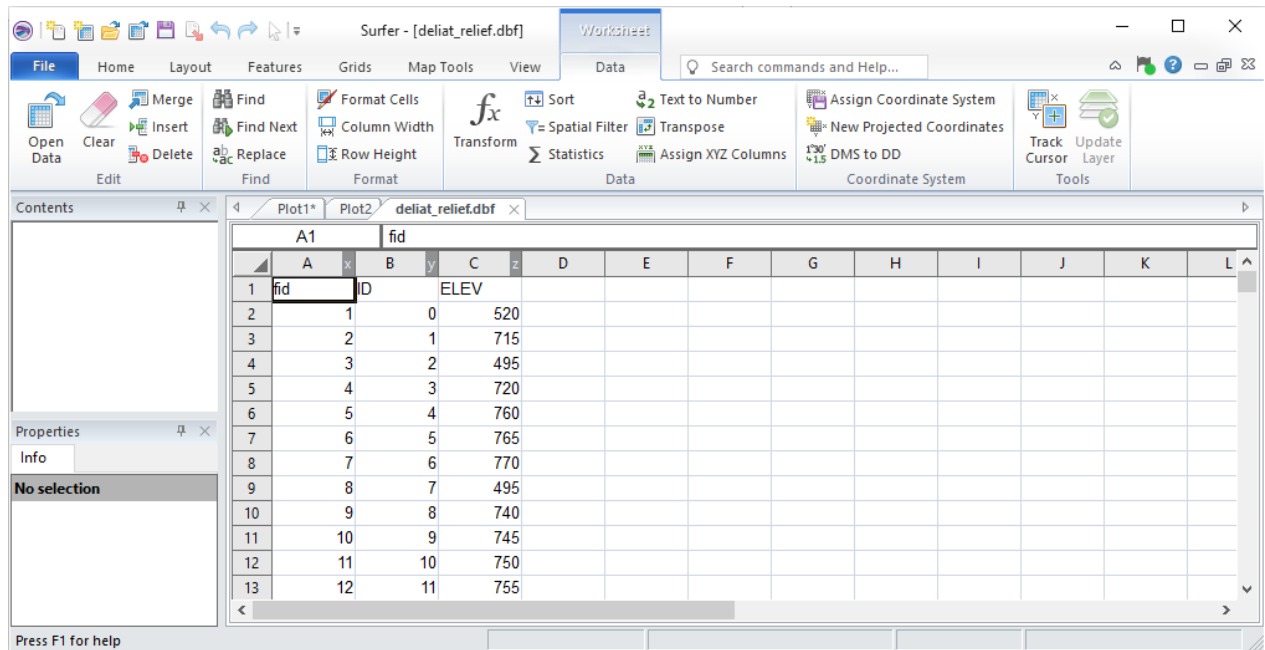 Surfer - [deliat_relief.dbf] Worksheet
File Home Layout Features Grids Map Tools View Data Search commands and Help...
Open Data
Clear
Merge
Insert
Delete
Edit
Find
Find Next
Replace
Find
Format Cells
Column Width
Row Height
Format
Transform
Sort
Spatial Filter
Statistics
Text to Number
Transpose
Assign XYZ Columns
Data
Assign Coordinate System
New Projected Coordinates
DMS to DD
Coordinate System
Track Cursor
Update Layer
Tools
Contents
Plot1* Plot2 deliat_relief.dbf
A1 fid
A x B y C z D E F G H I J K L
1 fid ID ELEV
2 1 0 520
3 2 1 715
4 3 2 495
5 4 3 720
6 5 4 760
7 6 5 765
8 7 6 770
9 8 7 495
10 9 8 740
11 10 9 745
12 11 10 750
13 12 11 755
Properties
Info
No selection
Press F1 for help